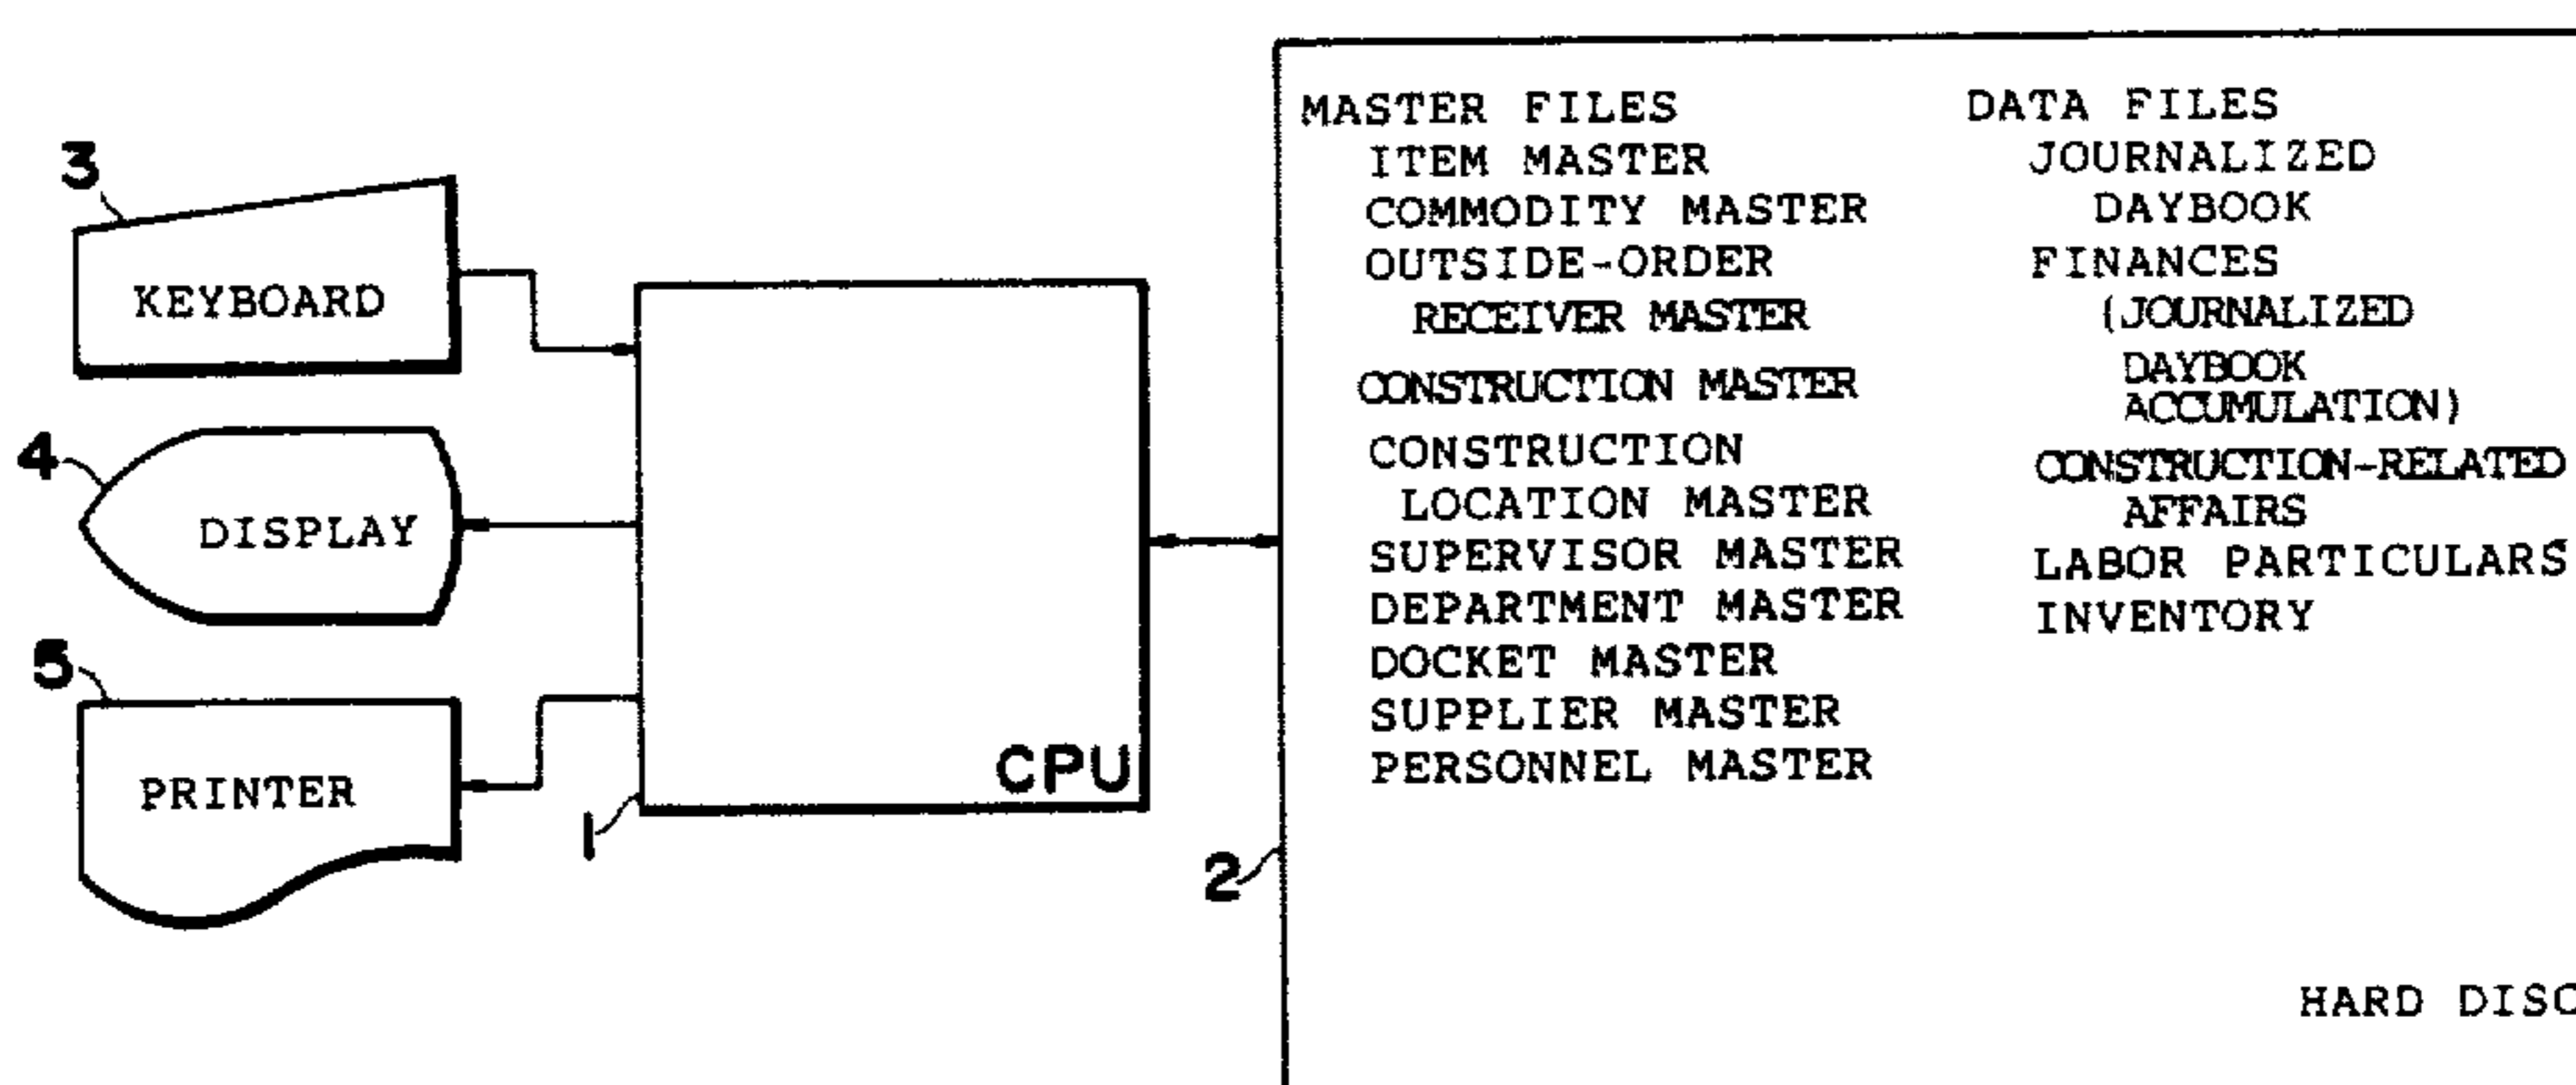 3
KEYBOARD
4
DISPLAY
5
PRINTER
CPU
1
2
MASTER FILES
ITEM MASTER
COMMODITY MASTER
OUTSIDE-ORDER
RECEIVER MASTER
CONSTRUCTION MASTER
CONSTRUCTION
LOCATION MASTER
SUPERVISOR MASTER
DEPARTMENT MASTER
DOCKET MASTER
SUPPLIER MASTER
PERSONNEL MASTER
DATA FILES
JOURNALIZED
DAYBOOK
FINANCES
(JOURNALIZED
DAYBOOK
ACCUMULATION)
CONSTRUCTION-RELATED
AFFAIRS
LABOR PARTICULARS
INVENTORY
HARD DISC